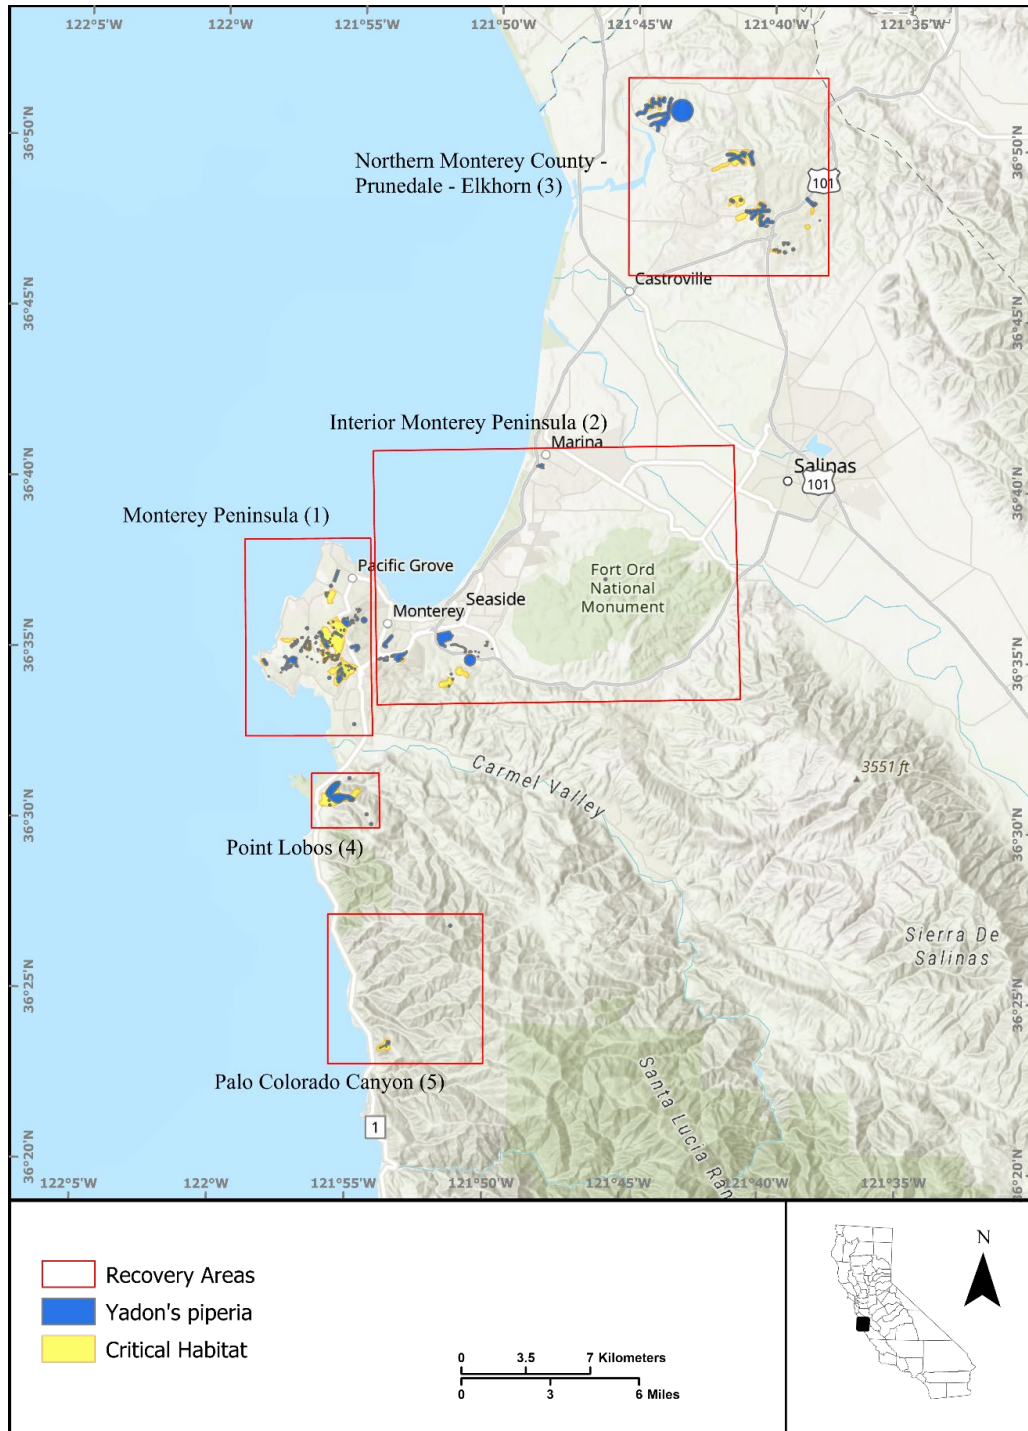 122°5'W 122°0'W 121°55'W 121°50'W 121°45'W 121°40'W 121°35'W
36°50'N
36°50'N
Northern Monterey County -
Prunedale - Elkhorn (3)
101
Castroville
36°45'N
36°45'N
Interior Monterey Peninsula (2)
Marina
Salinas
101
36°40'N
36°40'N
Monterey Peninsula (1)
Pacific Grove
Fort Ord
National
Monument
Seaside
Monterey
36°35'N
36°35'N
Carmel Valley
3551 ft
36°30'N
36°30'N
Point Lobos (4)
Sierra De
Salinas
36°25'N
36°25'N
Palo Colorado Canyon (5)
Santa Lucia Ran
1
36°20'N
36°20'N
122°5'W 122°0'W 121°55'W 121°50'W 121°45'W 121°40'W 121°35'W
Recovery Areas
Yadon's piperia
Critical Habitat
0 3.5 7 Kilometers
0 3 6 Miles
N